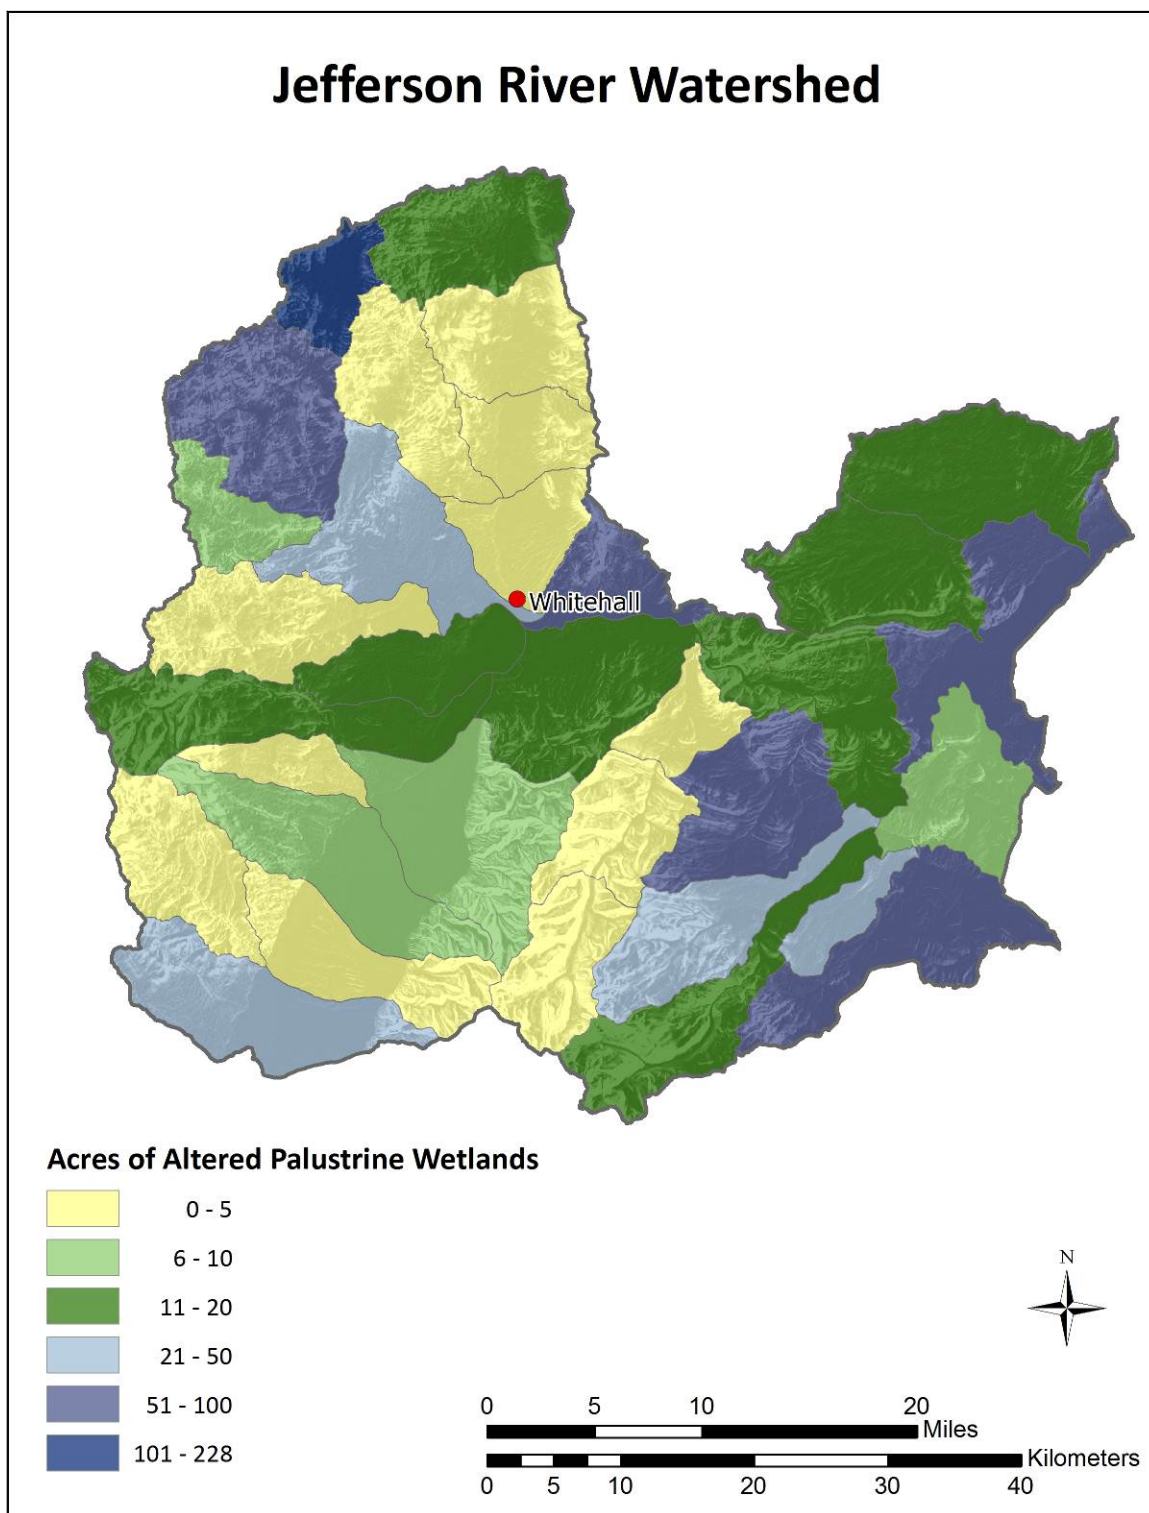 Jefferson River Watershed
Whitehall
Acres of Altered Palustrine Wetlands
0 - 5
6 - 10
11 - 20
21 - 50
51 - 100
101 - 228
N
0 5 10 20
Miles
Kilometers
0 5 10 20 30 40